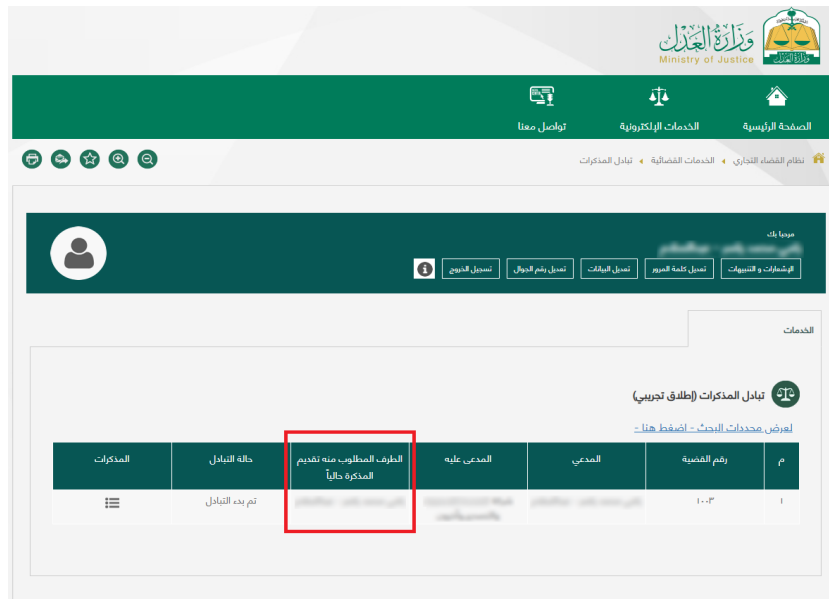 وزارة العدل
Ministry of Justice
وزارة العدل
الصفحة الرئيسية
الخدمات الإلكترونية
تواصل معنا
نظام القضاء التجاري
الخدمات القضائية
تبادل المذكرات
مرحبا بك
الإشعارات و التنبيهات
تعديل كلمة المرور
تعديل البيانات
تعديل رقم الجوال
تسجيل الخروج
الخدمات
تبادل المذكرات (إطلاق تجريبي)
لعرض محددات البحث - اضغط هنا -
م
رقم القضية
المدعي
المدعى عليه
الطرف المطلوب منه تقديم
المذكرة حالياً
حالة التبادل
المذكرات
١
١٠٠٣
تم بدء التبادل